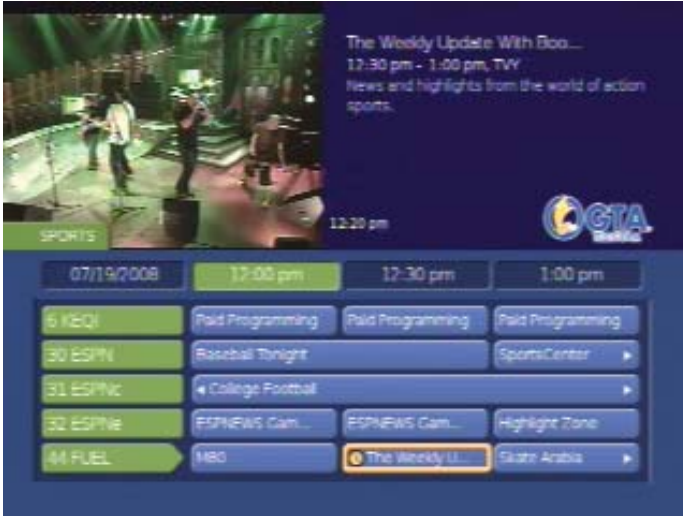 The Weekly Update With Boo...
12:30 pm - 1:00 pm, TVY
News and highlights from the world of action
sports.
12:20 pm
GTA
SPORTS
07/19/2008 12:00 pm 12:30 pm 1:00 pm
6 KEQI Paid Programming Paid Programming Paid Programming
30 ESPN Baseball Tonight SportsCenter
31 ESPNc College Football
32 ESPNe ESPNEWS Gam... ESPNEWS Gam... Highlight Zone
44 FUEL The Weekly U... Skate Arabia